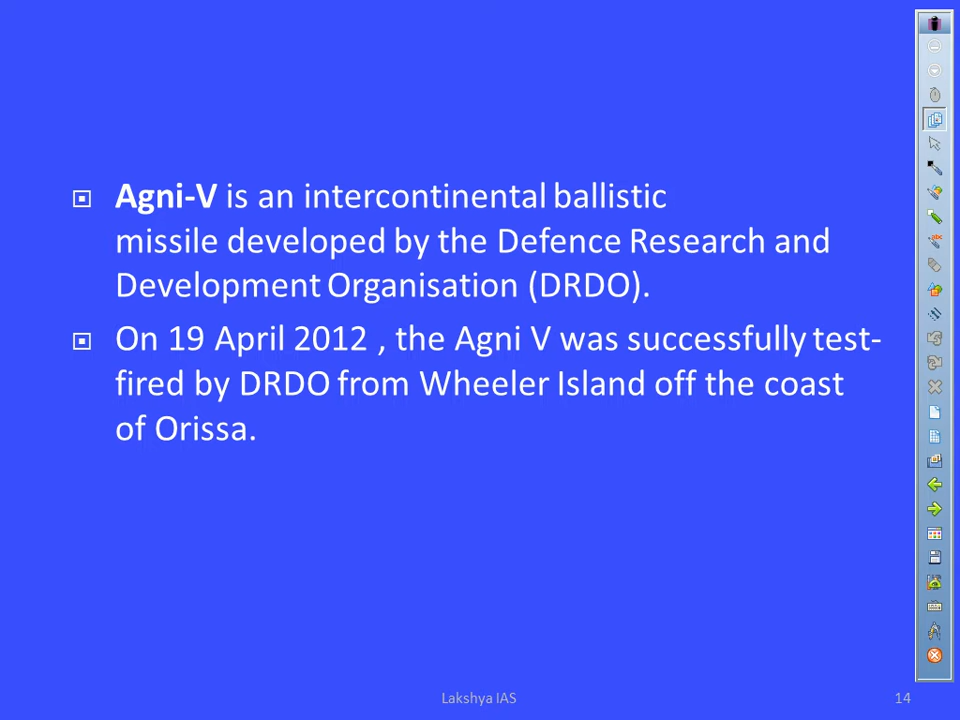 Agni-V is an intercontinental ballistic
missile developed by the Defence Research and
Development Organisation (DRDO).
On 19 April 2012 , the Agni V was successfully test-
fired by DRDO from Wheeler Island off the coast
of Orissa.
Lakshya IAS
14